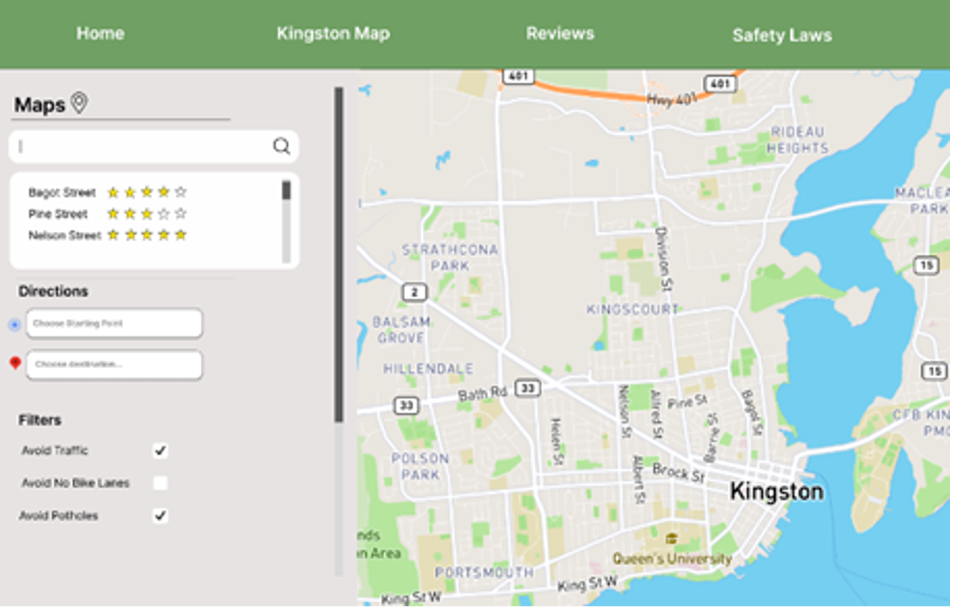 Home Kingston Map Reviews Safety Laws
Maps
Bagot Street
Pine Street
Nelson Street
Directions
Choose Starting Point
Choose destination...
Filters
Avoid Traffic
Avoid No Bike Lanes
Avoid Potholes
401
401
Hwy 401
RIDEAU
HEIGHTS
MACLEA
PARK
Division St
STRATHCONA
PARK
15
2
KINGSCOURT
BALSAM
GROVE
HILLENDALE
15
Bath Rd
33
33
Nelson St
Alfred St
Pine St
Bagot St
Barrie St
CFB KIN
PMO
Helen St
POLSON
PARK
Albert St
Brock St
Kingston
nds
n Area
Queen's University
PORTSMOUTH
King St W
King St W